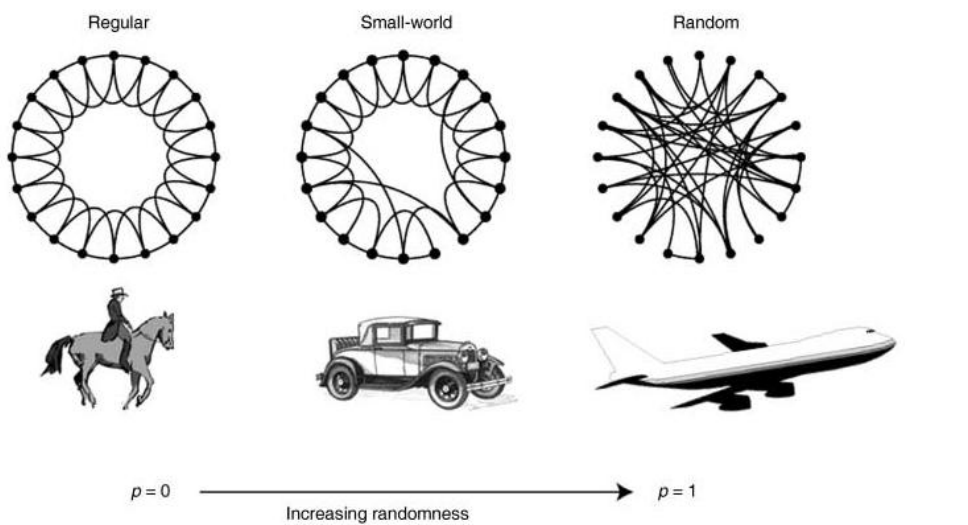 Regular
Small-world
Random
p = 0
p = 1
Increasing randomness